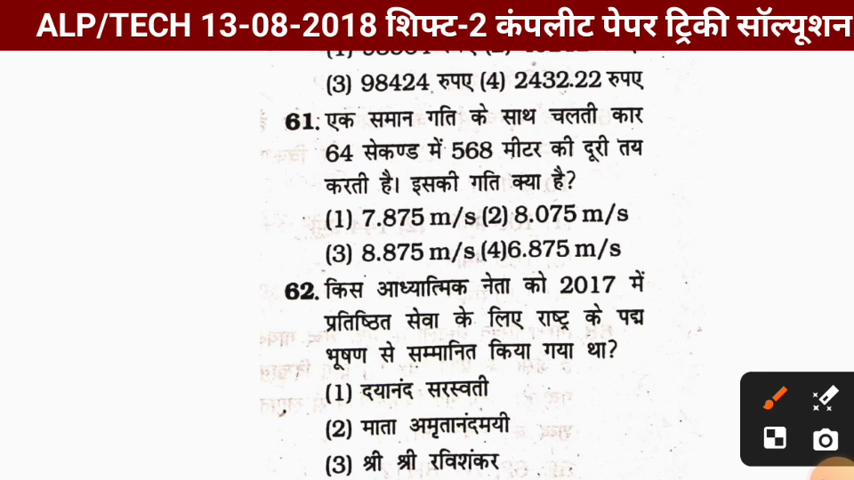 ALP/TECH 13-08-2018 शिफ्ट-2 कंपलीट पेपर ट्रिकी सॉल्यूशन
(3) 98424 रुपए (4) 2432.22 रुपए
61. एक समान गति के साथ चलती कार
64 सेकण्ड में 568 मीटर की दूरी तय
करती है। इसकी गति क्या है?
(1) 7.875 m/s (2) 8.075 m/s
(3) 8.875 m/s (4) 6.875 m/s
62. किस आध्यात्मिक नेता को 2017 में
प्रतिष्ठित सेवा के लिए राष्ट्र के पद्म
भूषण से सम्मानित किया गया था?
(1) दयानंद सरस्वती
(2) माता अमृतानंदमयी
(3) श्री श्री रविशंकर